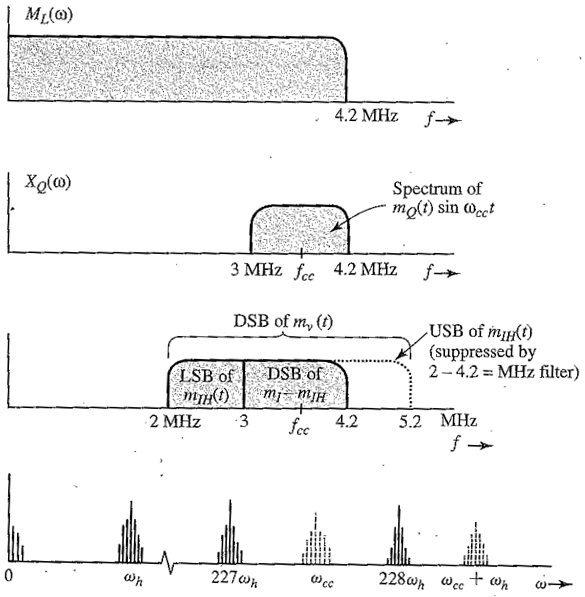 M_L(ω)
4.2 MHz f→
X_Q(ω)
Spectrum of
m_Q(t) sin ω_cc t
3 MHz f_cc 4.2 MHz f→
DSB of m_v (t)
USB of m_IH(t)
(suppressed by
2 – 4.2 = MHz filter)
LSB of
m_IH(t)
DSB of
m_I – m_IH
2 MHz 3 f_cc 4.2 5.2 MHz
f →
0 ω_h 227ω_h ω_cc 228ω_h ω_cc + ω_h ω→